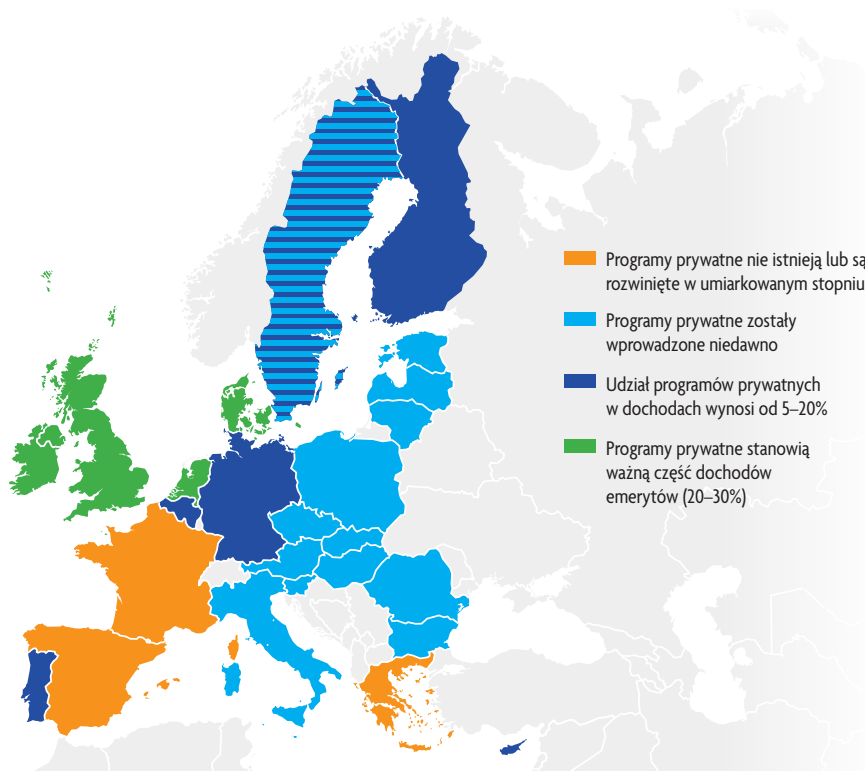 Programy prywatne nie istnieją lub są
rozwinięte w umiarkowanym stopniu
Programy prywatne zostały
wprowadzone niedawno
Udział programów prywatnych
w dochodach wynosi od 5–20%
Programy prywatne stanowią
ważną część dochodów
emerytów (20–30%)